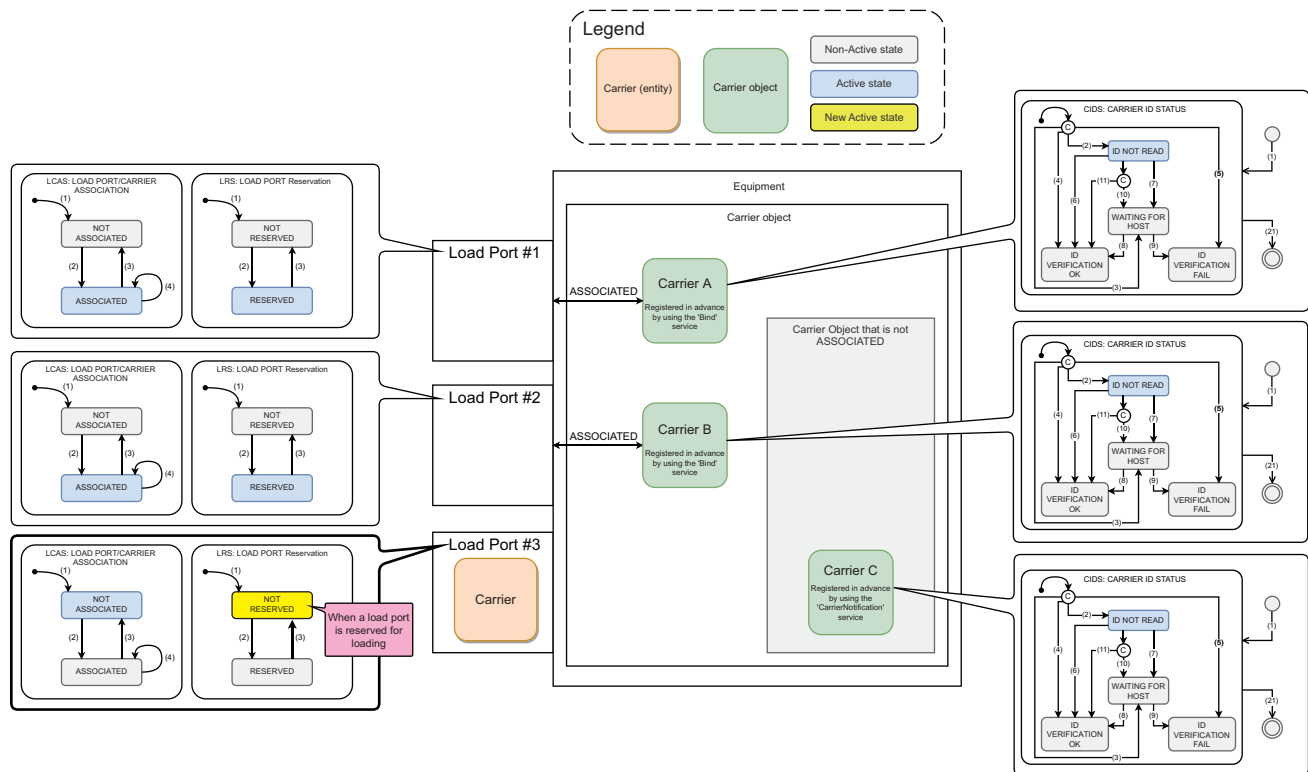 Legend
Carrier (entity)
Carrier object
Non-Active state
Active state
New Active state
LCAS: LOAD PORT/CARRIER
ASSOCIATION
(1)
NOT
ASSOCIATED
(2)
(3)
(4)
ASSOCIATED
LRS: LOAD PORT Reservation
(1)
NOT
RESERVED
(2)
(3)
RESERVED
Load Port #1
LCAS: LOAD PORT/CARRIER
ASSOCIATION
(1)
NOT
ASSOCIATED
(2)
(3)
(4)
ASSOCIATED
LRS: LOAD PORT Reservation
(1)
NOT
RESERVED
(2)
(3)
RESERVED
Load Port #2
LCAS: LOAD PORT/CARRIER
ASSOCIATION
(1)
NOT
ASSOCIATED
(2)
(3)
(4)
ASSOCIATED
LRS: LOAD PORT Reservation
(1)
NOT
RESERVED
(2)
(3)
RESERVED
When a load port
is reserved for
loading
Load Port #3
Carrier
Equipment
Carrier object
ASSOCIATED
Carrier A
Registered in advance
by using the 'Bind'
service
Carrier Object that is not
ASSOCIATED
ASSOCIATED
Carrier B
Registered in advance
by using the 'Bind'
service
Carrier C
Registered in advance
by using the
'CarrierNotification'
service
CIDS: CARRIER ID STATUS
C
(2)
ID NOT READ
(1)
(4)
(11)
C
(7)
(5)
(6)
(10)
WAITING FOR
HOST
(8)
(9)
(21)
ID
VERIFICATION
OK
ID
VERIFICATION
FAIL
(3)
CIDS: CARRIER ID STATUS
C
(2)
ID NOT READ
(1)
(4)
(11)
C
(7)
(5)
(6)
(10)
WAITING FOR
HOST
(8)
(9)
(21)
ID
VERIFICATION
OK
ID
VERIFICATION
FAIL
(3)
CIDS: CARRIER ID STATUS
C
(2)
ID NOT READ
(1)
(4)
(11)
C
(7)
(5)
(6)
(10)
WAITING FOR
HOST
(8)
(9)
(21)
ID
VERIFICATION
OK
ID
VERIFICATION
FAIL
(3)